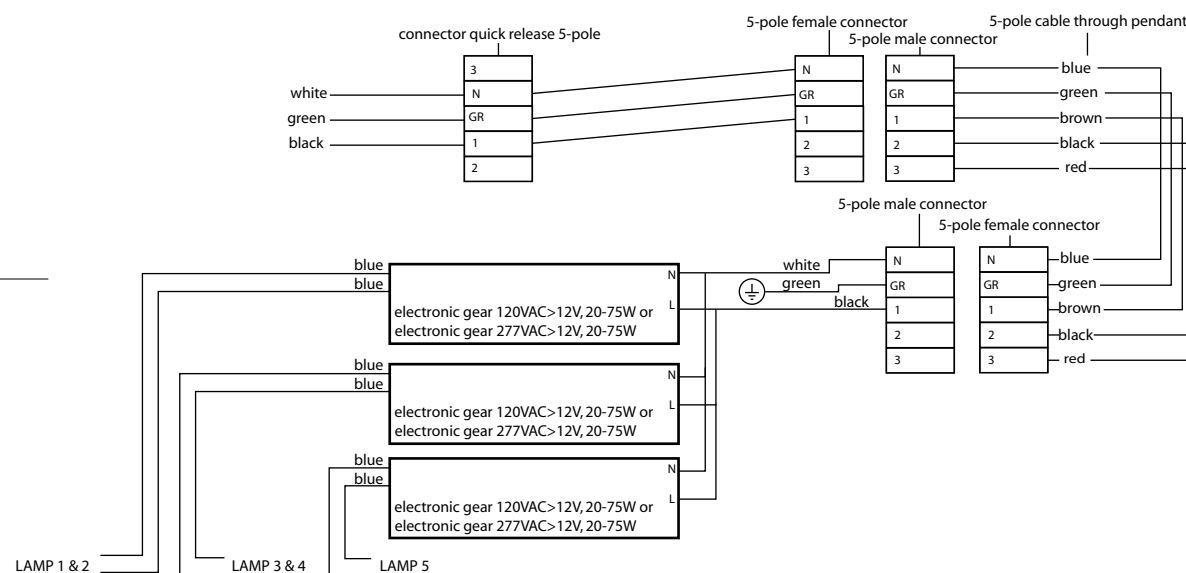 5-pole female connector
5-pole cable through pendant
connector quick release 5-pole
5-pole male connector
3
N
GR
1
2
white
green
black
N
GR
1
2
3
N
GR
1
2
3
blue
green
brown
black
red
5-pole male connector
5-pole female connector
N
GR
1
2
3
N
GR
1
2
3
blue
green
brown
black
red
white
green
black
blue
blue
N
L
electronic gear 120VAC>12V, 20-75W or
electronic gear 277VAC>12V, 20-75W
blue
blue
N
L
electronic gear 120VAC>12V, 20-75W or
electronic gear 277VAC>12V, 20-75W
blue
blue
N
L
electronic gear 120VAC>12V, 20-75W or
electronic gear 277VAC>12V, 20-75W
LAMP 1 & 2
LAMP 3 & 4
LAMP 5